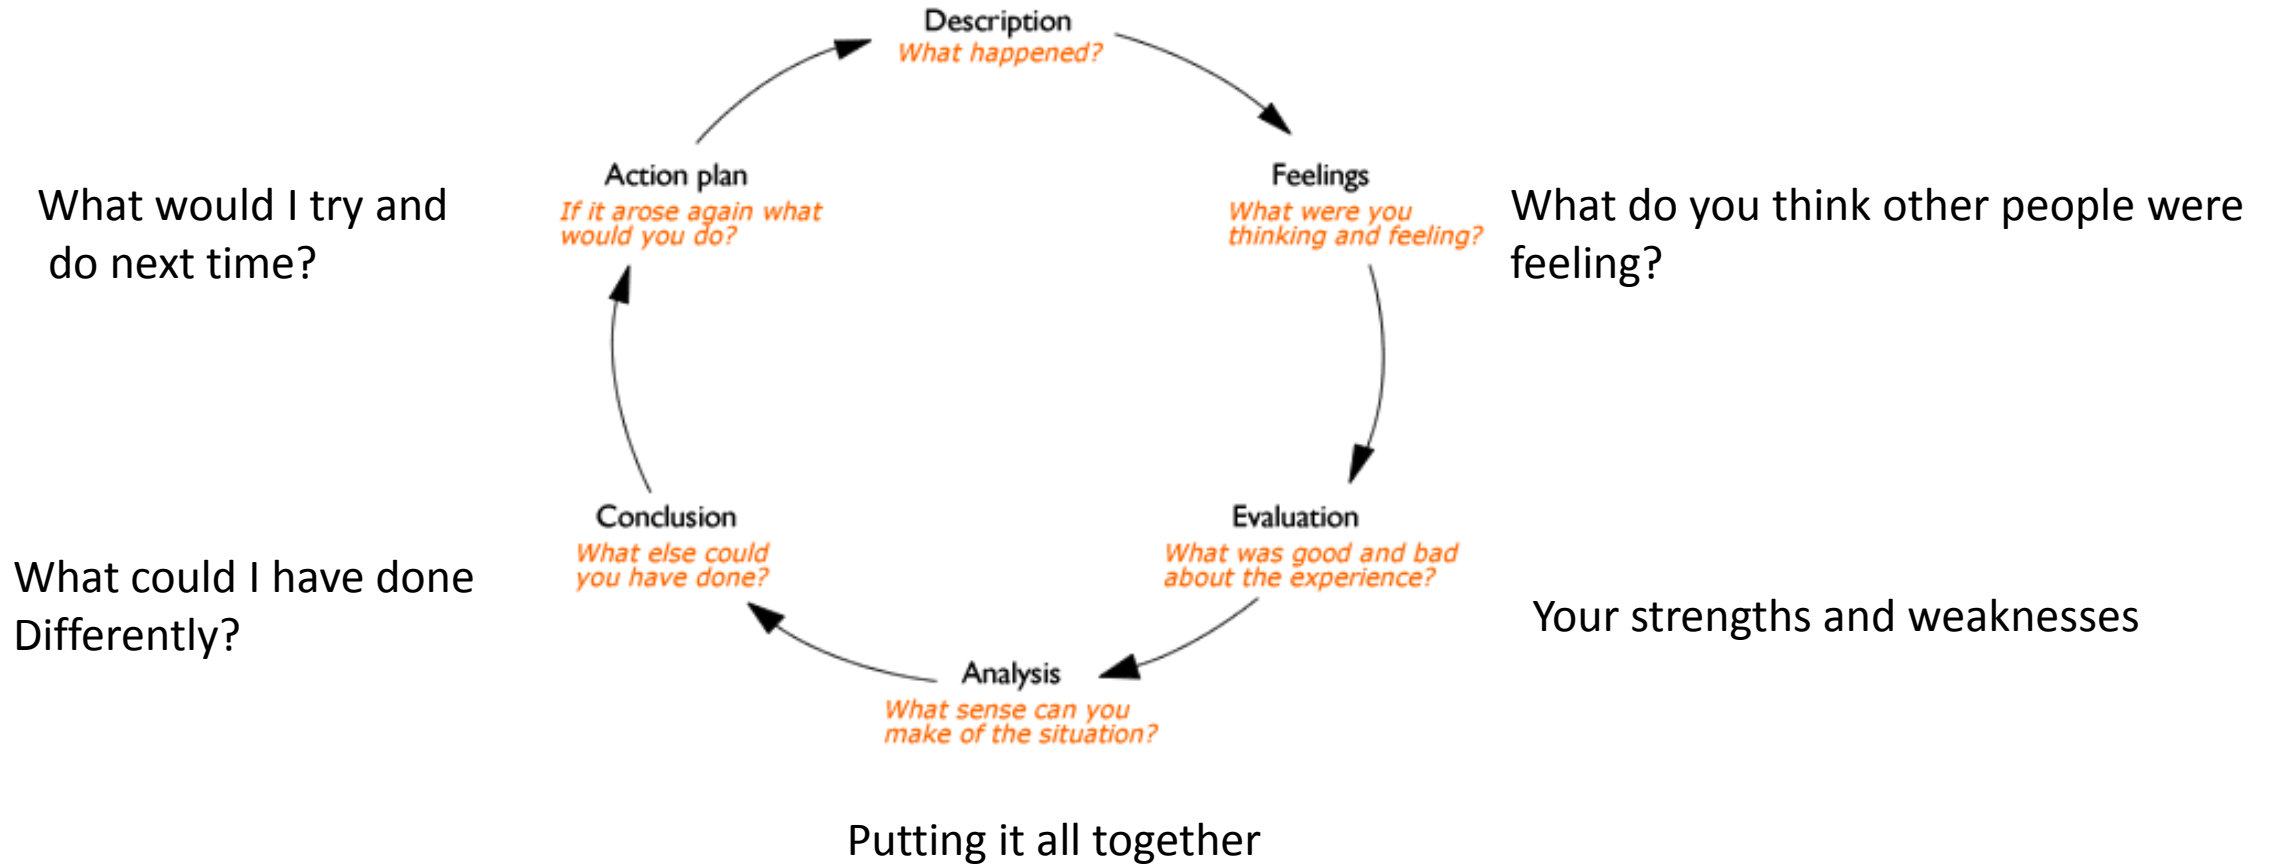 Description
What happened?
Feelings
What were you
thinking and feeling?
What do you think other people were
feeling?
Evaluation
What was good and bad
about the experience?
Your strengths and weaknesses
Analysis
What sense can you
make of the situation?
Putting it all together
Conclusion
What else could
you have done?
What could I have done
Differently?
Action plan
If it arose again what
would you do?
What would I try and
do next time?